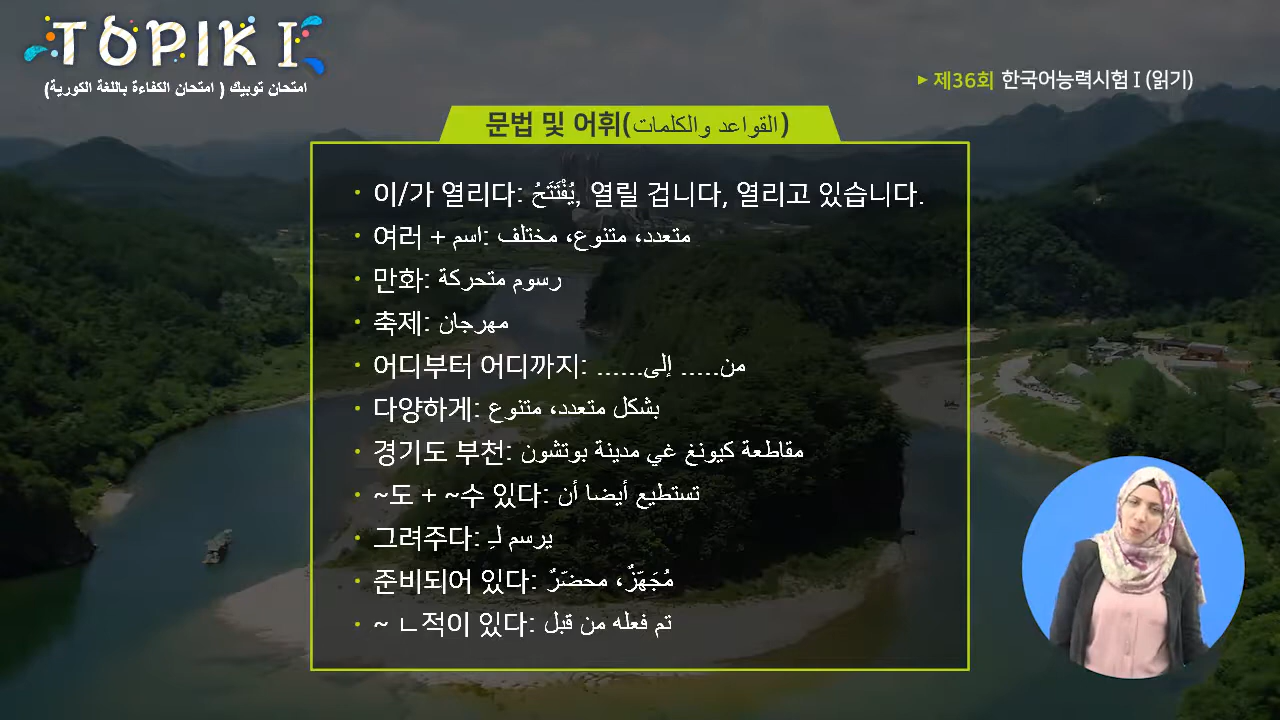 TOPIK I
امتحان توبيك ( امتحان الكفاءة باللغة الكورية)
▸ 제36회 한국어능력시험 I (읽기)
문법 및 어휘(القواعد والكلمات)
• 이/가 열리다: يُفْتَتَحُ, 열릴 겁니다, 열리고 있습니다.
• 여러 + اسم: متعدد، متنوع، مختلف
• 만화: رسوم متحركة
• 축제: مهرجان
• 어디부터 어디까지: من..... إلى......
• 다양하게: بشكل متعدد، متنوع
• 경기도 부천: مقاطعة كيونغ غي مدينة بوتشون
• ~도 + ~수 있다: تستطيع أيضا أن
• 그려주다: يرسم لـِ
• 준비되어 있다: مُجَهّزٌ، محضّرٌ
• ~ ㄴ적이 있다: تم فعله من قبل